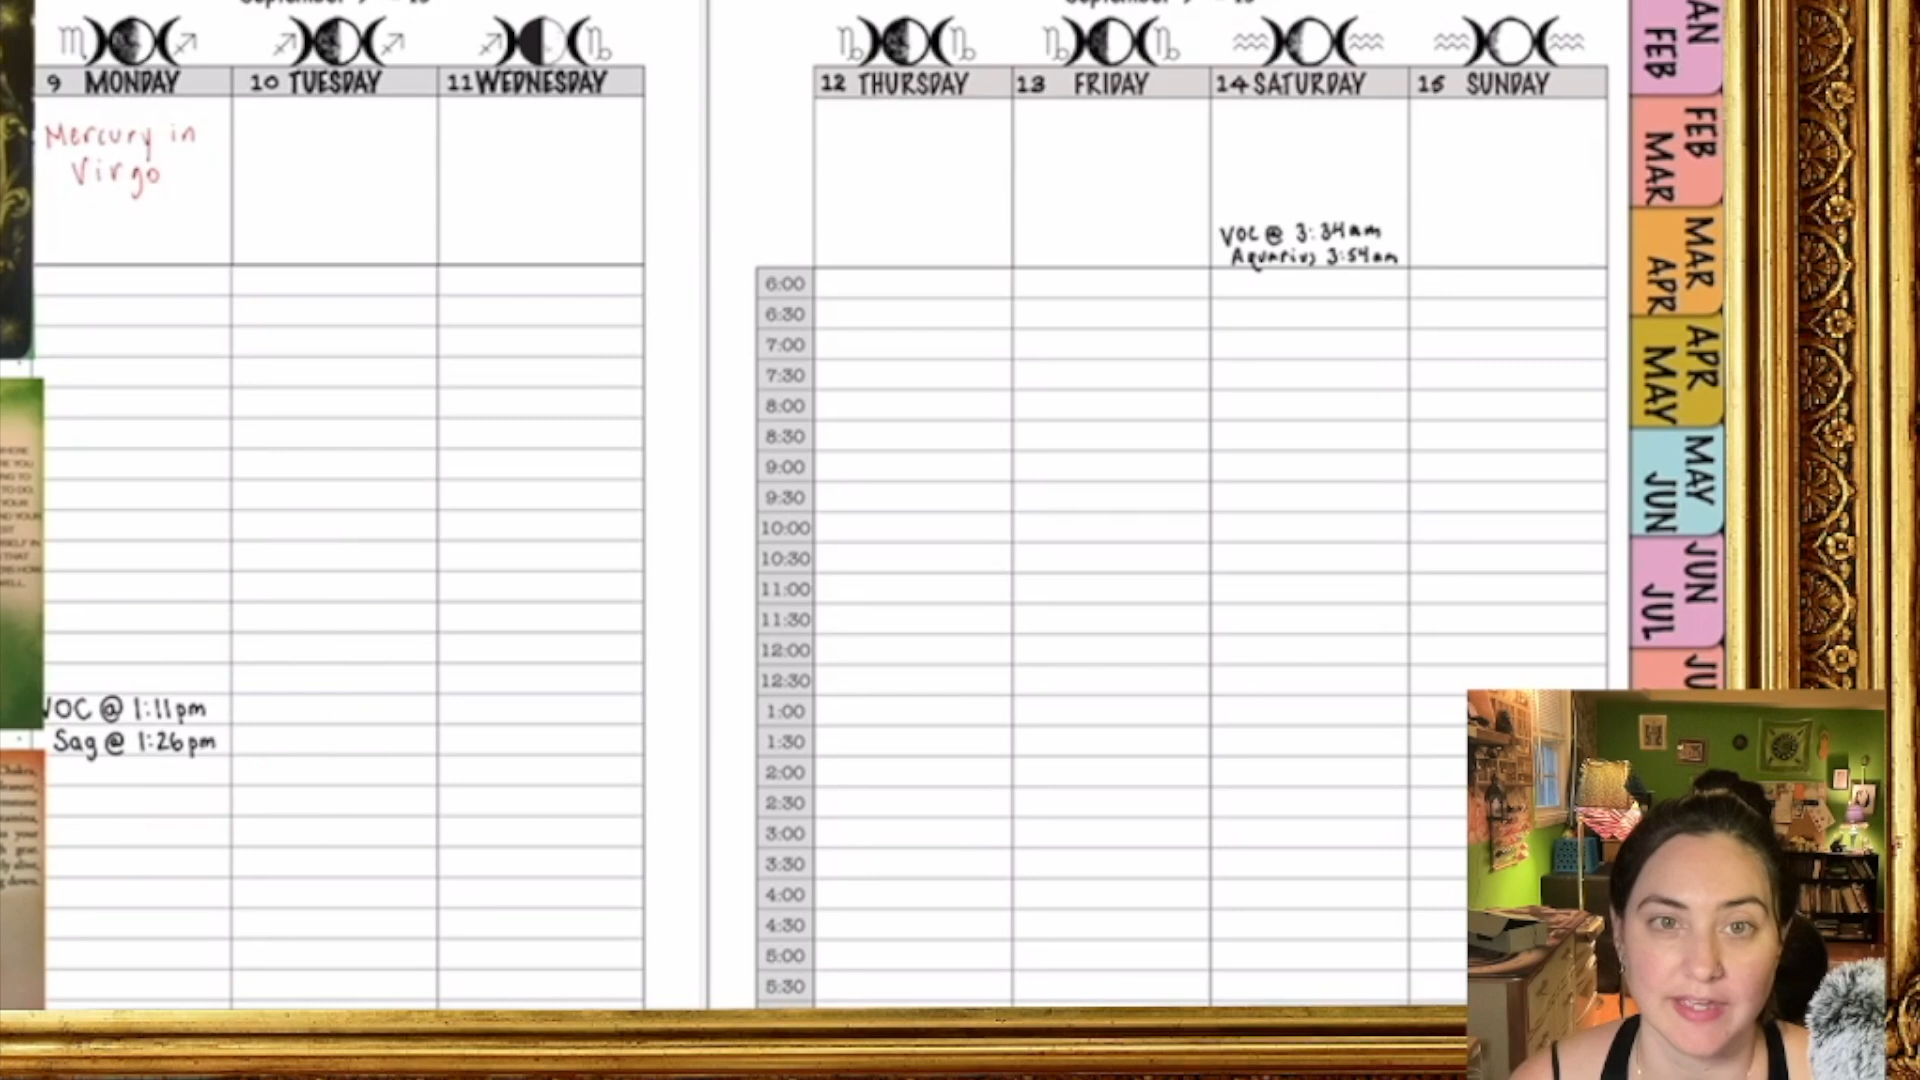 9 MONDAY
10 TUESDAY
11 WEDNESDAY
12 THURSDAY
13 FRIDAY
14 SATURDAY
15 SUNDAY
Mercury in
Virgo
VOC @ 3:34am
Aquarius 3:54am
VOC @ 1:11pm
Sag @ 1:26pm
6:00
6:30
7:00
7:30
8:00
8:30
9:00
9:30
10:00
10:30
11:00
11:30
12:00
12:30
1:00
1:30
2:00
2:30
3:00
3:30
4:00
4:30
5:00
5:30
FEB
FEB
MAR
MAR
APR
APR
MAY
MAY
JUN
JUN
JUL